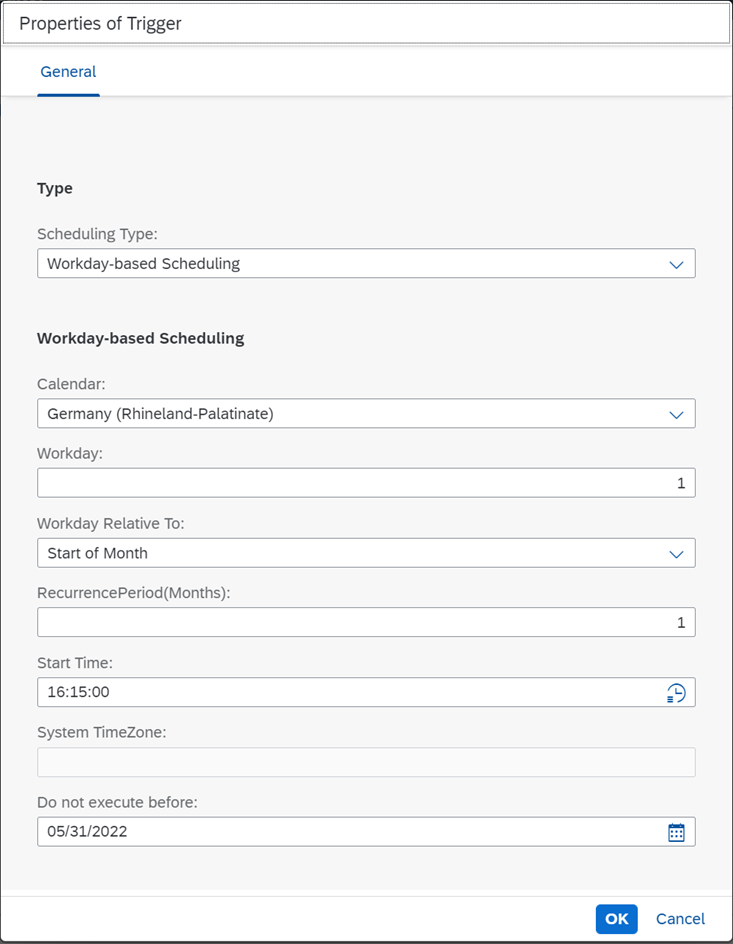 Properties of Trigger
General
Type
Scheduling Type:
Workday-based Scheduling
Workday-based Scheduling
Calendar:
Germany (Rhineland-Palatinate)
Workday:
1
Workday Relative To:
Start of Month
RecurrencePeriod(Months):
1
Start Time:
16:15:00
System TimeZone:
Do not execute before:
05/31/2022
OK Cancel